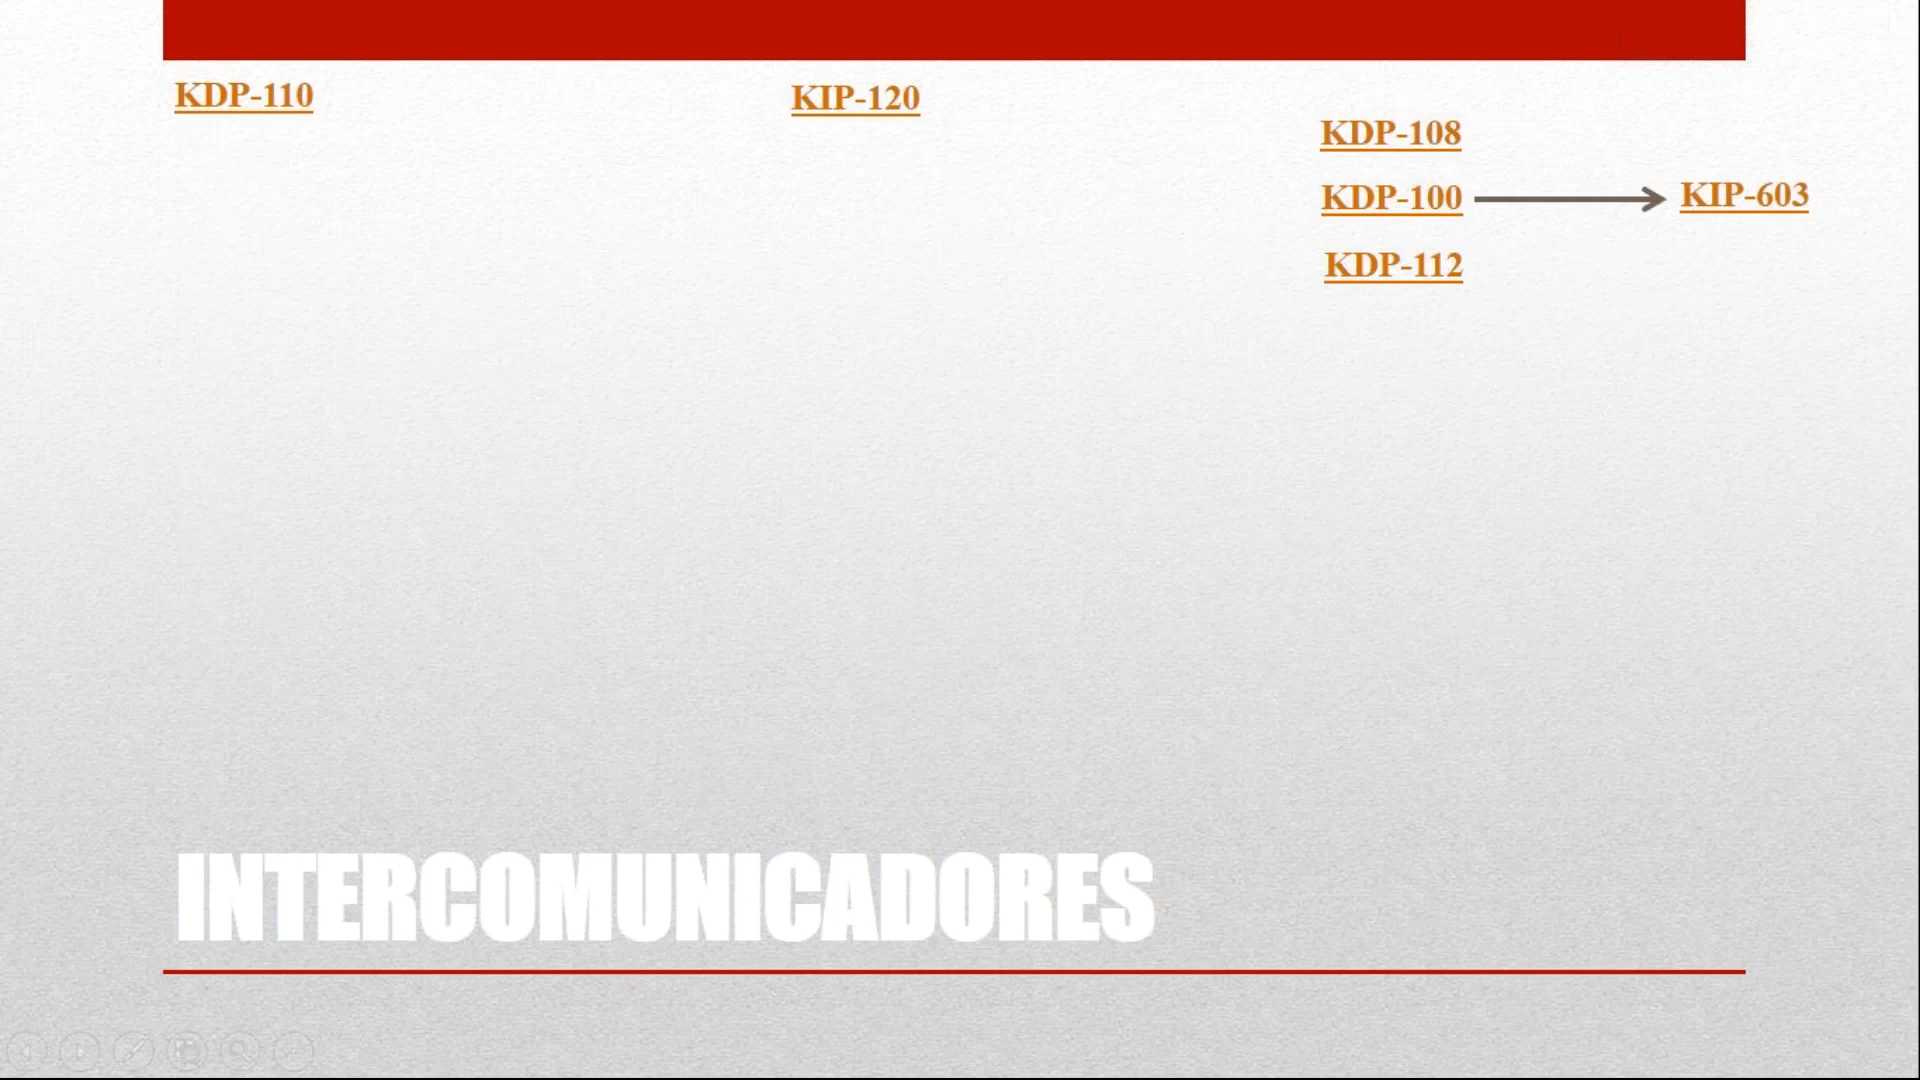 KDP-110
KIP-120
KDP-108
KDP-100
KIP-603
KDP-112
INTERCOMUNICADORES